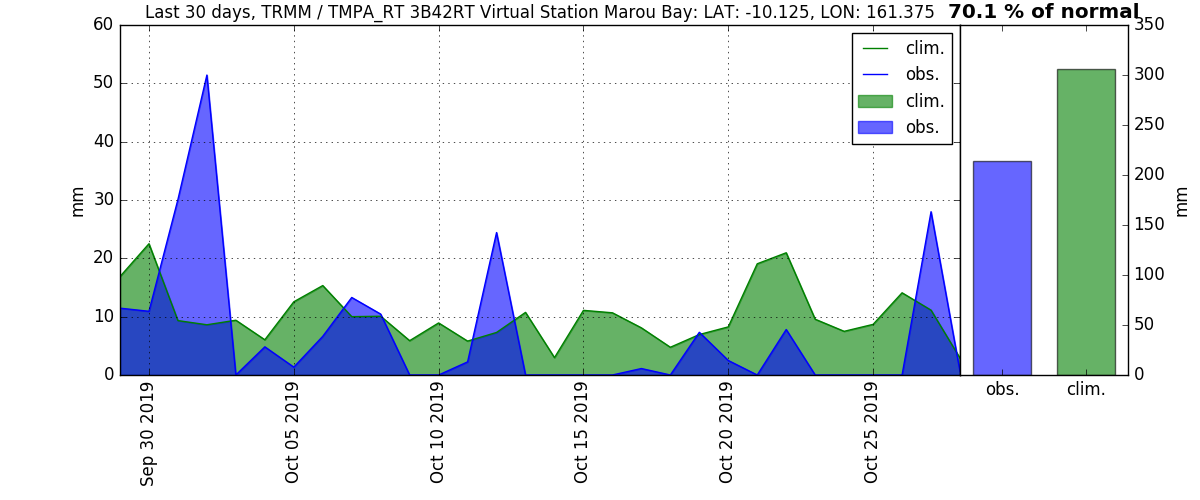 Last 30 days, TRMM / TMPA_RT 3B42RT Virtual Station Marou Bay: LAT: -10.125, LON: 161.375 70.1 % of normal
60
50
40
30
20
10
0
mm
clim.
obs.
clim.
obs.
350
300
250
200
150
100
50
0
mm
obs.
clim.
Sep 30 2019
Oct 05 2019
Oct 10 2019
Oct 15 2019
Oct 20 2019
Oct 25 2019